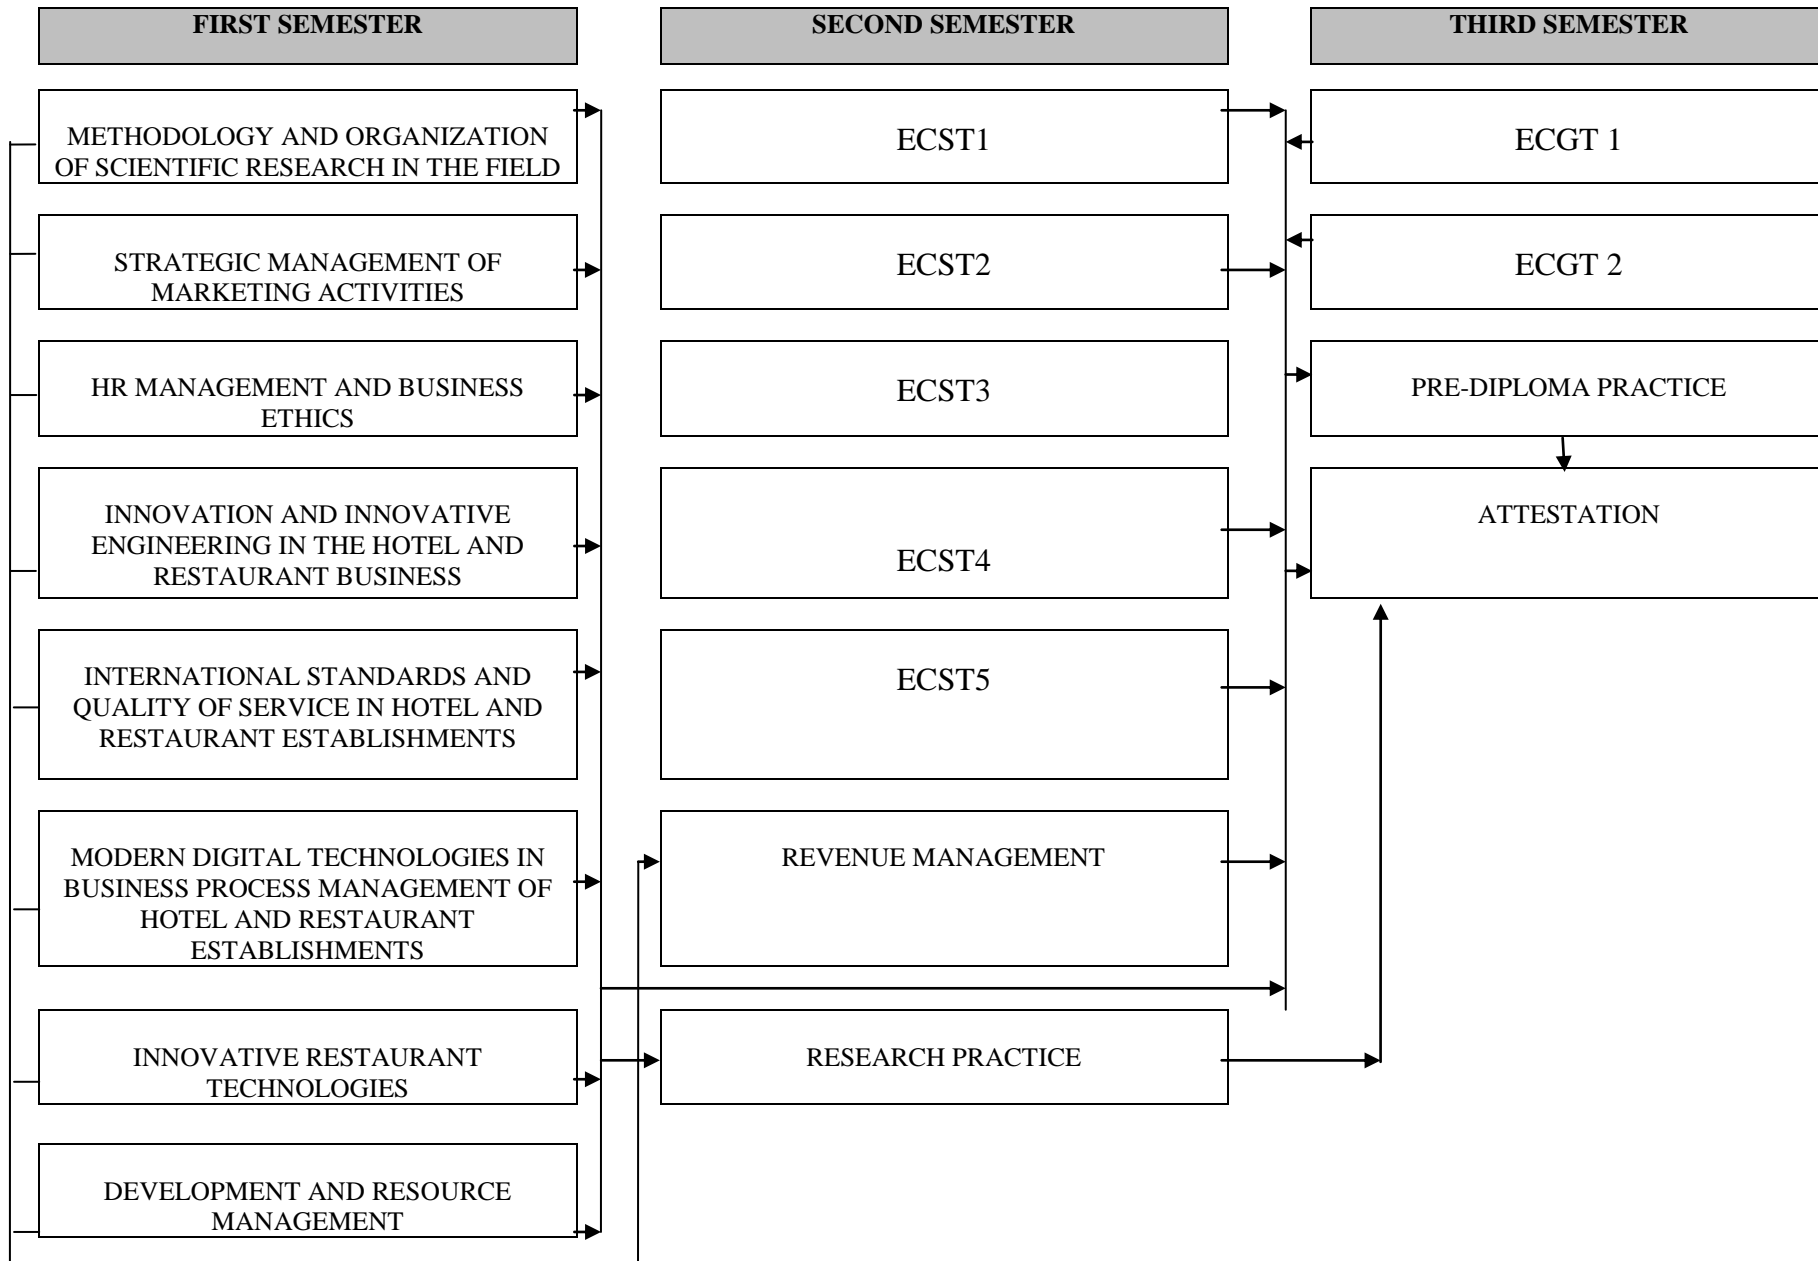 FIRST SEMESTER
SECOND SEMESTER
THIRD SEMESTER
METHODOLOGY AND ORGANIZATION
OF SCIENTIFIC RESEARCH IN THE FIELD
STRATEGIC MANAGEMENT OF
MARKETING ACTIVITIES
HR MANAGEMENT AND BUSINESS
ETHICS
INNOVATION AND INNOVATIVE
ENGINEERING IN THE HOTEL AND
RESTAURANT BUSINESS
INTERNATIONAL STANDARDS AND
QUALITY OF SERVICE IN HOTEL AND
RESTAURANT ESTABLISHMENTS
MODERN DIGITAL TECHNOLOGIES IN
BUSINESS PROCESS MANAGEMENT OF
HOTEL AND RESTAURANT
ESTABLISHMENTS
INNOVATIVE RESTAURANT
TECHNOLOGIES
DEVELOPMENT AND RESOURCE
MANAGEMENT
ECST1
ECST2
ECST3
ECST4
ECST5
REVENUE MANAGEMENT
RESEARCH PRACTICE
ECGT 1
ECGT 2
PRE-DIPLOMA PRACTICE
ATTESTATION